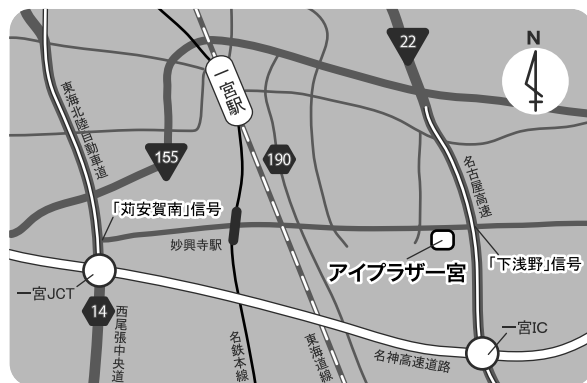 22
N
一宮駅
東海北陸自動車道
155
190
名古屋高速
「苅安賀南」信号
妙興寺駅
アイプラザ一宮
「下浅野」信号
一宮JCT
14
西尾張中央道
名鉄本線
東海道線
名神高速道路
一宮IC